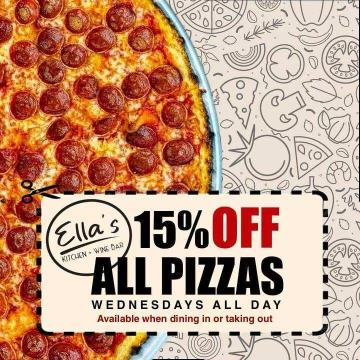 Ella's
KITCHEN + WINE BAR
15% OFF
ALL PIZZAS
WEDNESDAYS ALL DAY
Available when dining in or taking out